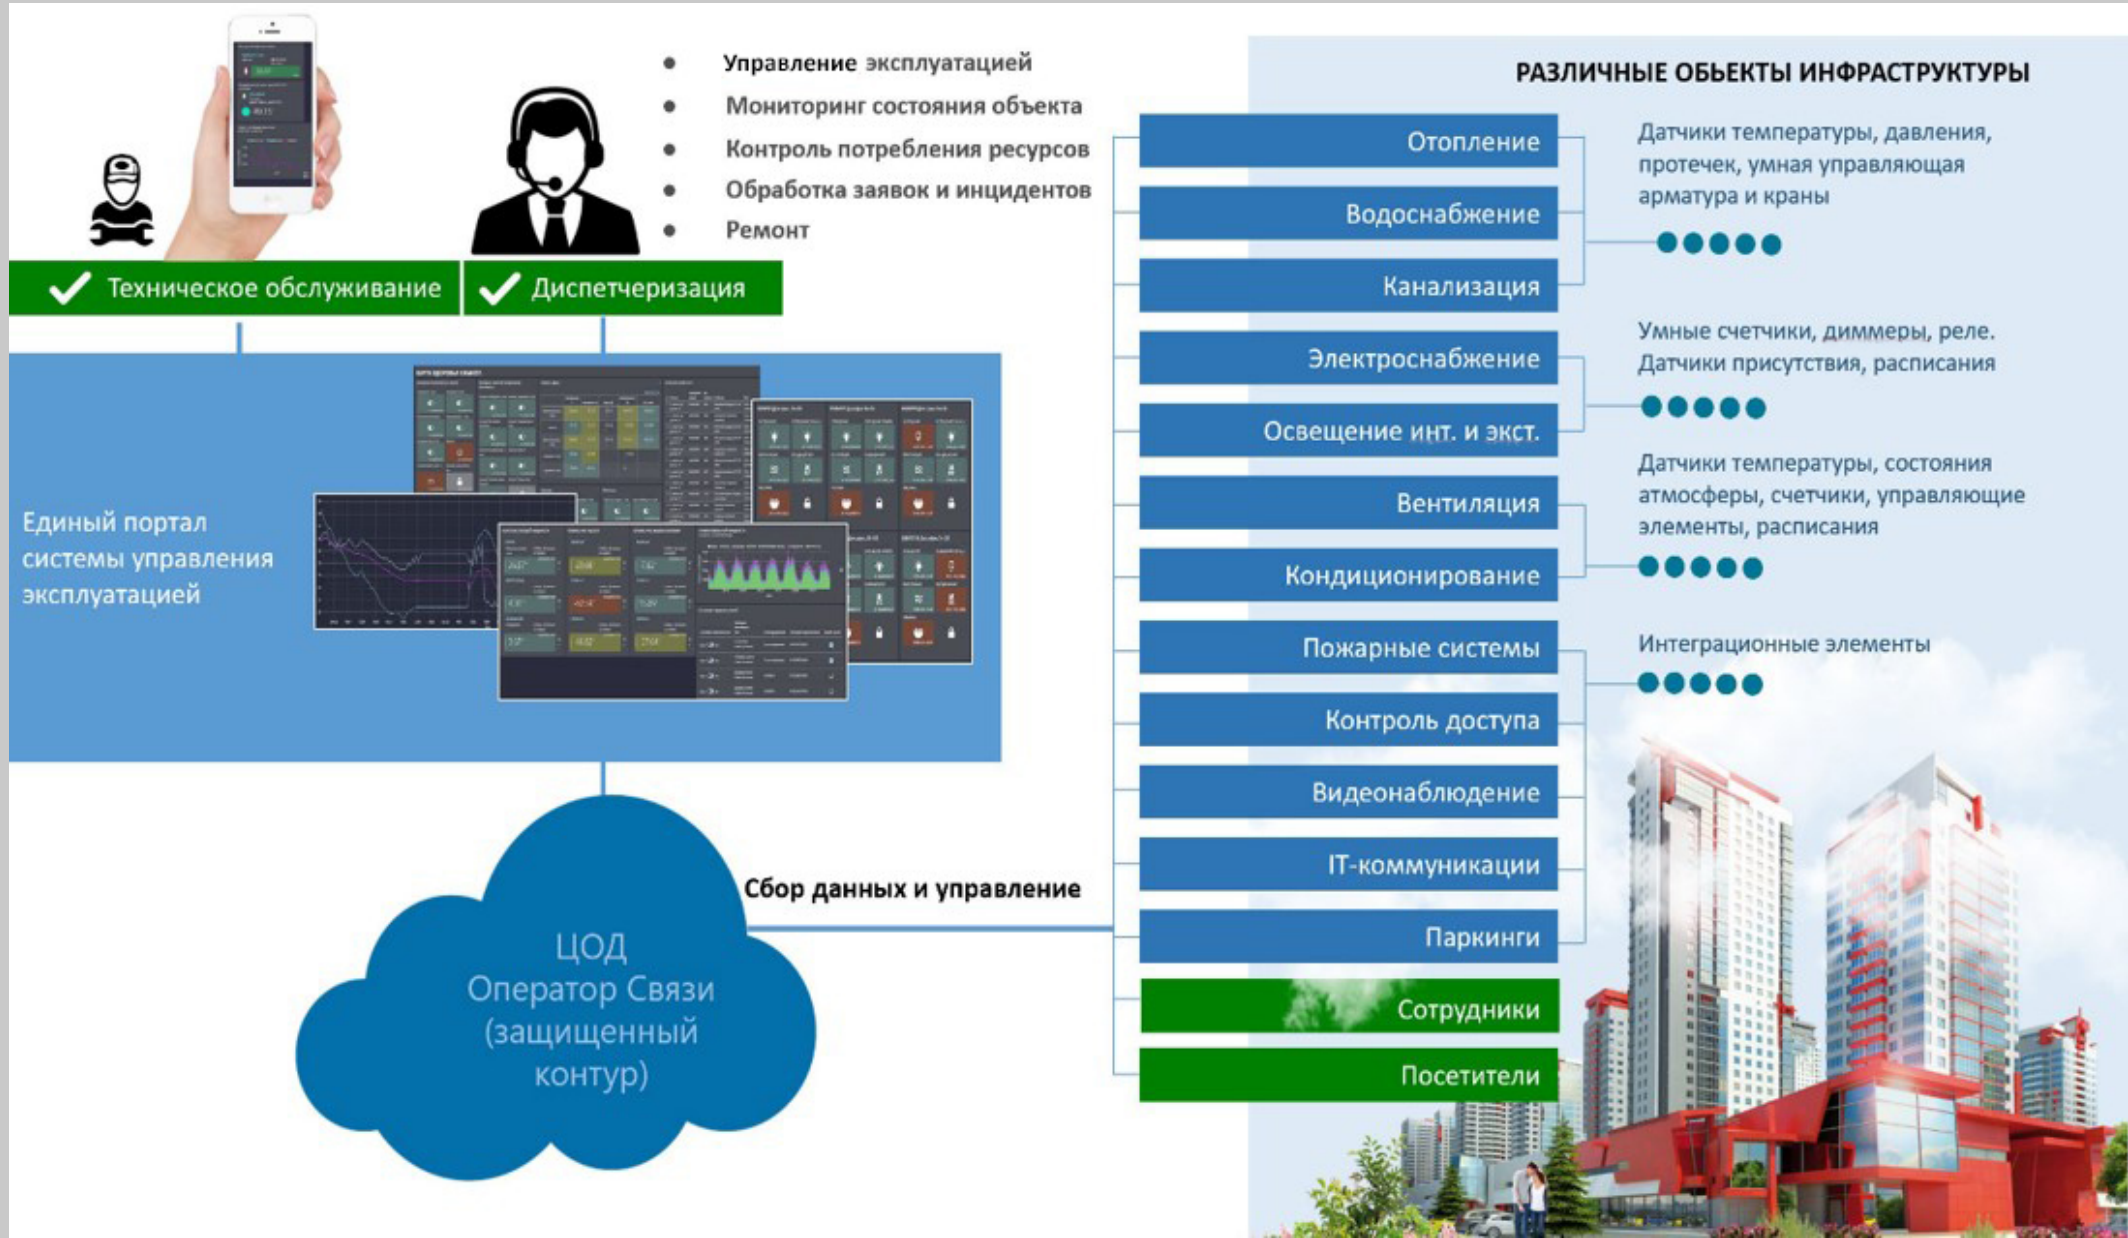 Управление эксплуатацией
Мониторинг состояния объекта
Контроль потребления ресурсов
Обработка заявок и инцидентов
Ремонт
Техническое обслуживание
Диспетчеризация
Единый портал
системы управления
эксплуатацией
ЦОД
Оператор Связи
(защищенный
контур)
Сбор данных и управление
РАЗЛИЧНЫЕ ОБЬЕКТЫ ИНФРАСТРУКТУРЫ
Отопление
Водоснабжение
Канализация
Электроснабжение
Освещение инт. и экст.
Вентиляция
Кондиционирование
Пожарные системы
Контроль доступа
Видеонаблюдение
IT-коммуникации
Паркинги
Сотрудники
Посетители
Датчики температуры, давления,
протечек, умная управляющая
арматура и краны
Умные счетчики, диммеры, реле.
Датчики присутствия, расписания
Датчики температуры, состояния
атмосферы, счетчики, управляющие
элементы, расписания
Интеграционные элементы